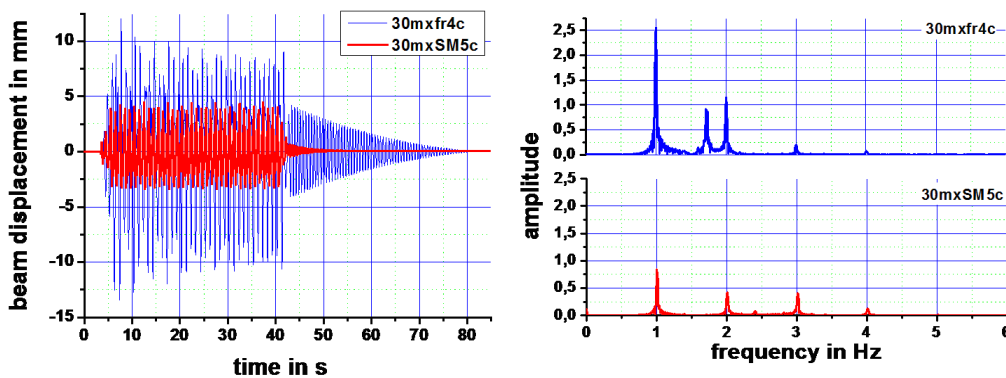 beam displacement in mm
10
5
0
-5
-10
-15
30mxfr4c
30mxSM5c
0 10 20 30 40 50 60 70 80
time in s
amplitude
30mxfr4c
2,5
2,0
1,5
1,0
0,5
0,0
30mxSM5c
2,5
2,0
1,5
1,0
0,5
0,0
1 2 3 4 5 6
frequency in Hz